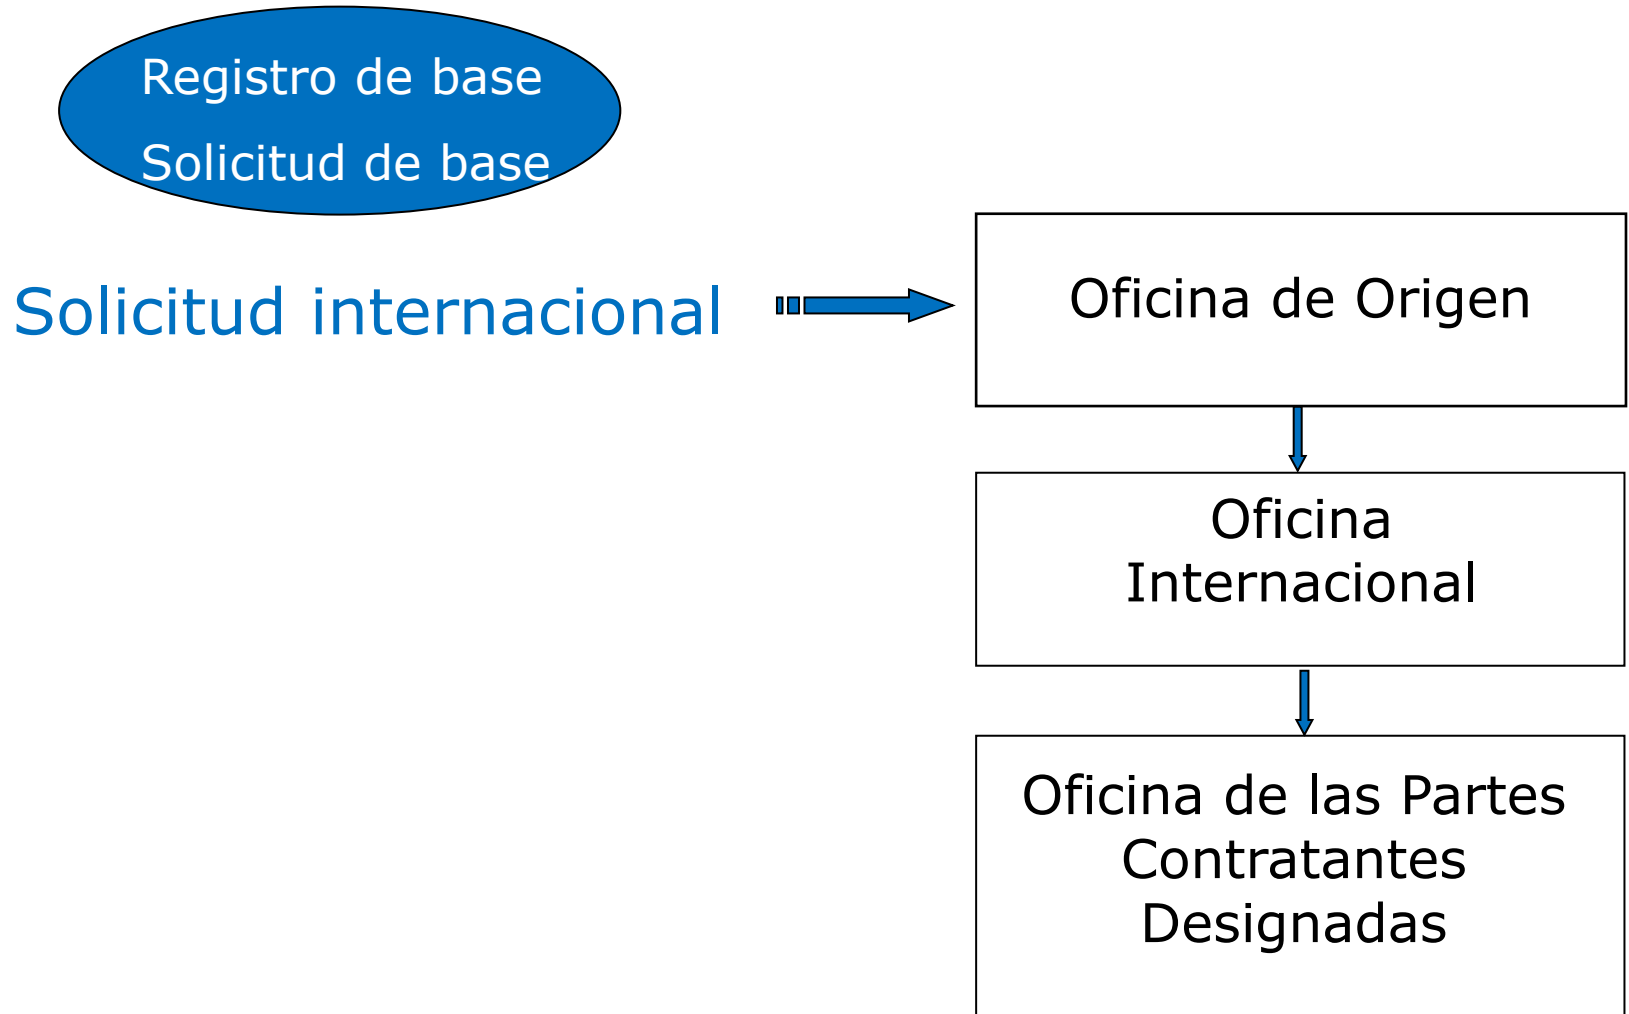 Registro de base
Solicitud de base
Solicitud internacional
Oficina de Origen
Oficina
Internacional
Oficina de las Partes
Contratantes
Designadas